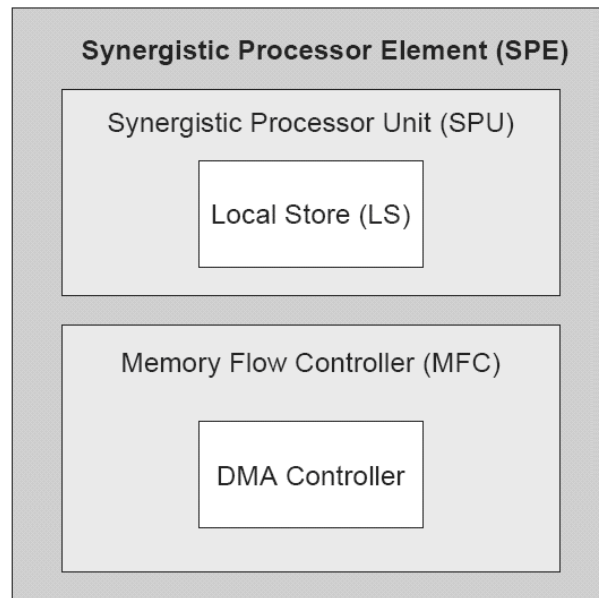 Synergistic Processor Element (SPE)
Synergistic Processor Unit (SPU)
Local Store (LS)
Memory Flow Controller (MFC)
DMA Controller